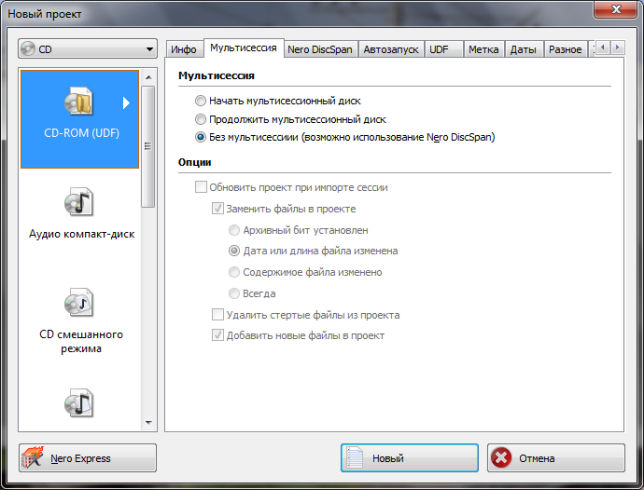 Новый проект
CD
Инфо
Мультисессия
Nero DiscSpan
Автозапуск
UDF
Метка
Даты
Разное
CD-ROM (UDF)
Аудио компакт-диск
CD смешанного
режима
Мультисессия
Начать мультисессионный диск
Продолжить мультисессионный диск
Без мультисессиии (возможно использование Nero DiscSpan)
Опции
Обновить проект при импорте сессии
Заменить файлы в проекте
Архивный бит установлен
Дата или длина файла изменена
Содержимое файла изменено
Всегда
Удалить стертые файлы из проекта
Добавить новые файлы в проект
Nero Express
Новый
Отмена